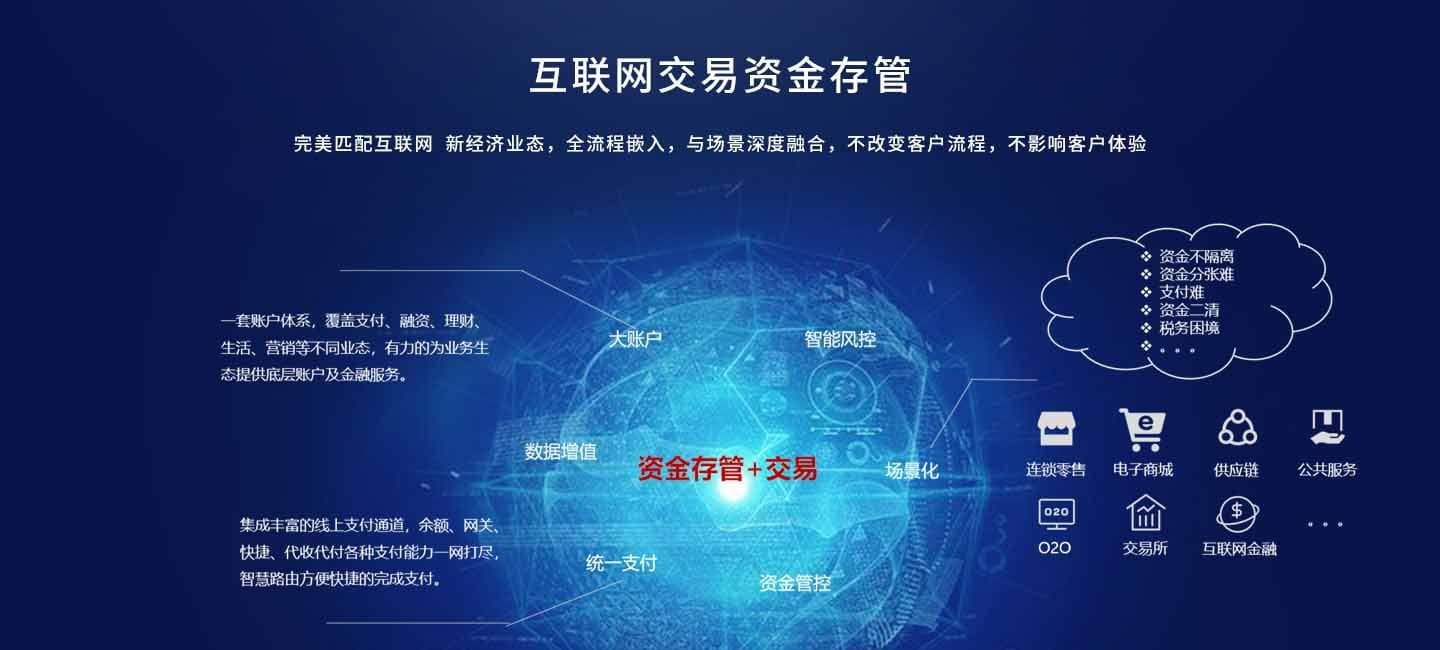 互联网交易资金存管
完美匹配互联网 新经济业态，全流程嵌入，与场景深度融合，不改变客户流程，不影响客户体验
资金不隔离
资金分张难
支付难
资金二清
税务困境
。。。
一套账户体系，覆盖支付、融资、理财、
生活、营销等不同业态，有力的为业务生
态提供底层账户及金融服务。
大账户
智能风控
数据增值
资金存管+交易
场景化
统一支付
资金管控
集成丰富的线上支付通道，余额、网关、
快捷、代收代付各种支付能力一网打尽，
智慧路由方便快捷的完成支付。
e
连锁零售 电子商城 供应链 公共服务
O2O $
O2O 交易所 互联网金融 。。。